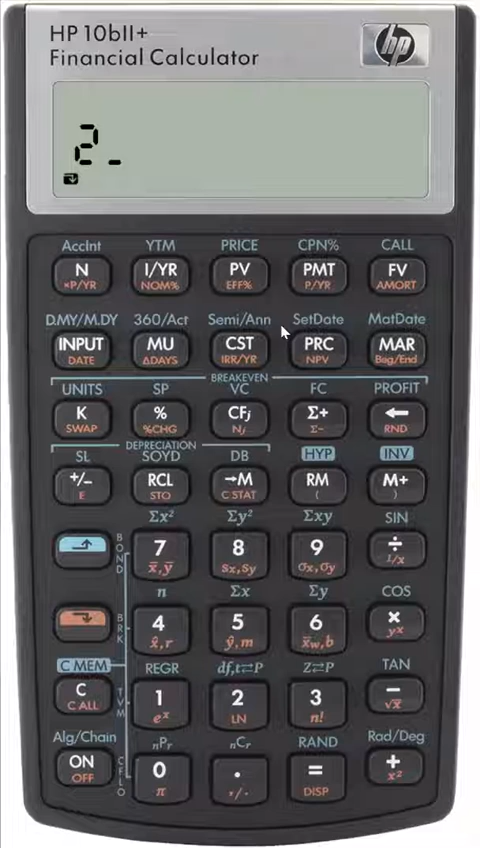 HP 10bII+
Financial Calculator
hp
2_
AccInt YTM PRICE CPN% CALL
N I/YR PV PMT FV
×P/YR NOM% EFF% P/YR AMORT
D.MY/M.DY 360/Act Semi/Ann SetDate MatDate
INPUT MU CST PRC MAR
DATE ΔDAYS IRR/YR NPV Beg/End
BREAKEVEN
UNITS SP VC FC PROFIT
K % CFj Σ+ ←
SWAP %CHG Nj Σ− RND
DEPRECIATION
SL SOYD DB HYP INV
+/− RCL →M RM M+
E STO C STAT ( )
Σx² Σy² Σxy SIN
7 8 9 ÷
x̄,ȳ Sx,Sy σx,σy 1/x
BOND
n Σx Σy COS
4 5 6 ×
x̂,r ŷ,m x̄w,b yˣ
BRK
C MEM REGR df,t⇄P Z⇄P TAN
C 1 2 3 −
C ALL eˣ LN n! √x
TVM
Alg/Chain nPr nCr RAND Rad/Deg
ON 0 . = +
OFF π ,/. DISP x²
CFLO